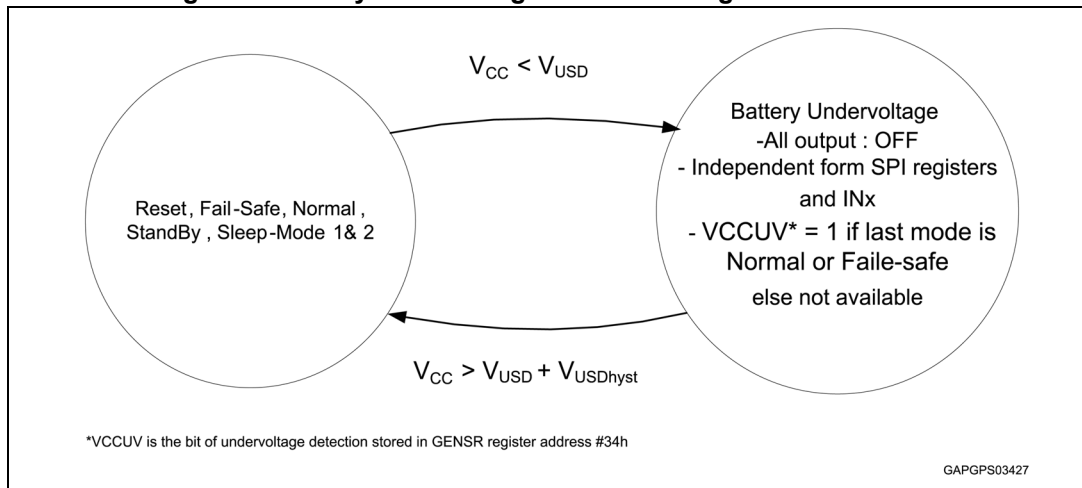 V_CC < V_USD
Battery Undervoltage
-All output : OFF
- Independent form SPI registers
and INx
- VCCUV* = 1 if last mode is
Normal or Faile-safe
else not available
Reset, Fail-Safe, Normal ,
StandBy , Sleep-Mode 1& 2
V_CC > V_USD + V_USDhyst
*VCCUV is the bit of undervoltage detection stored in GENSR register address #34h
GAPGPS03427